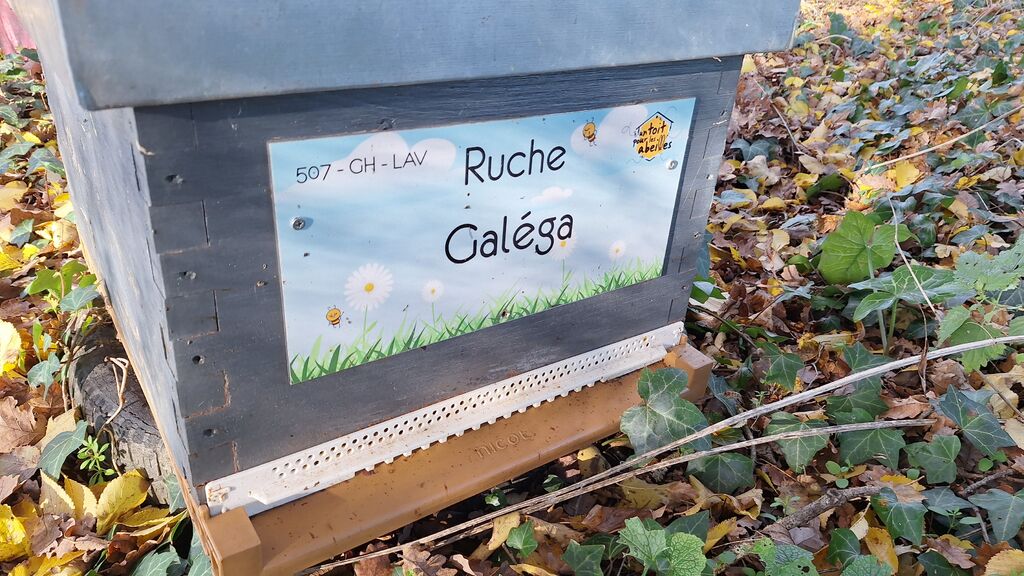 507 - GH - LAV
Ruche
Galéga
un toit
pour les
abeilles
NICOT